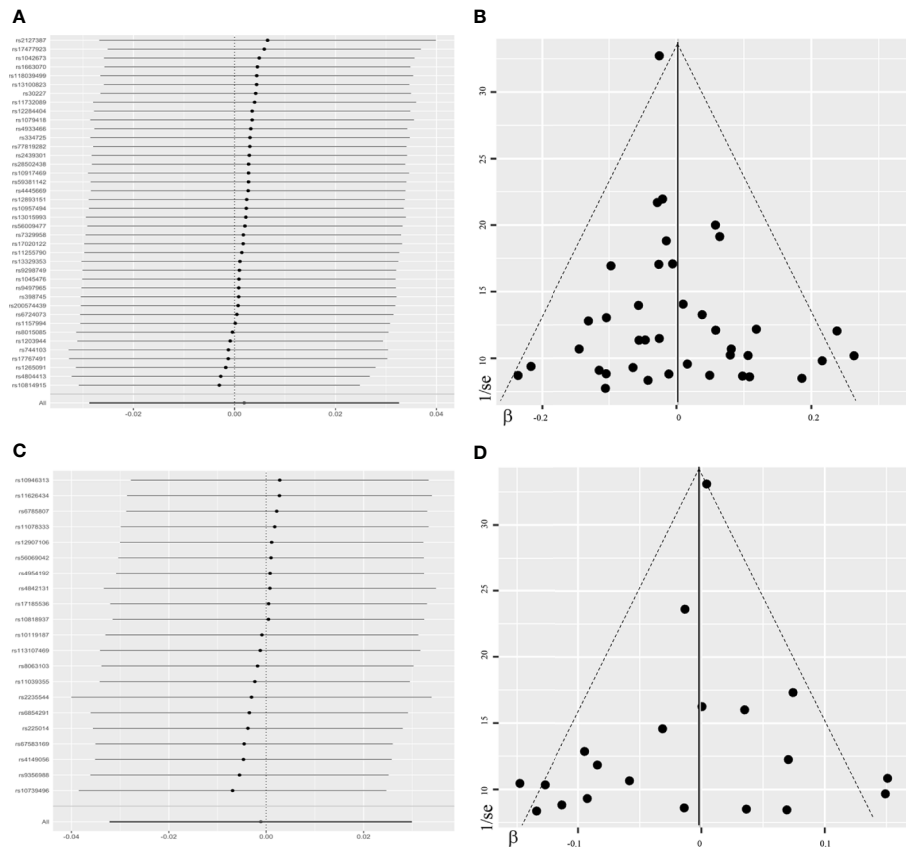 A
rs2127387
rs17477923
rs1042673
rs1663070
rs118039499
rs13100823
rs30227
rs11732089
rs12284404
rs1079418
rs4933466
rs334725
rs77819282
rs2439301
rs28502438
rs10917469
rs59381142
rs4445669
rs12893151
rs10957494
rs13015993
rs56009477
rs7329958
rs17020122
rs11255790
rs13329353
rs9298749
rs1045476
rs9497965
rs398745
rs200574439
rs6724073
rs1157994
rs8015085
rs1203944
rs744103
rs17767491
rs1265091
rs4804413
rs10814915
All
-0.02 0.00 0.02 0.04
B
30
25
20
15
10
1/se
β -0.2 0 0.2
C
rs10946313
rs11626434
rs6785807
rs11078333
rs12907106
rs56069042
rs4954192
rs4842131
rs17185536
rs10818937
rs10119187
rs113107469
rs8063103
rs11039355
rs2235544
rs6854291
rs225014
rs67583169
rs4149056
rs9356988
rs10739496
All
-0.04 -0.02 0.00 0.02
D
30
25
20
15
10
1/se
β -0.1 0 0.1